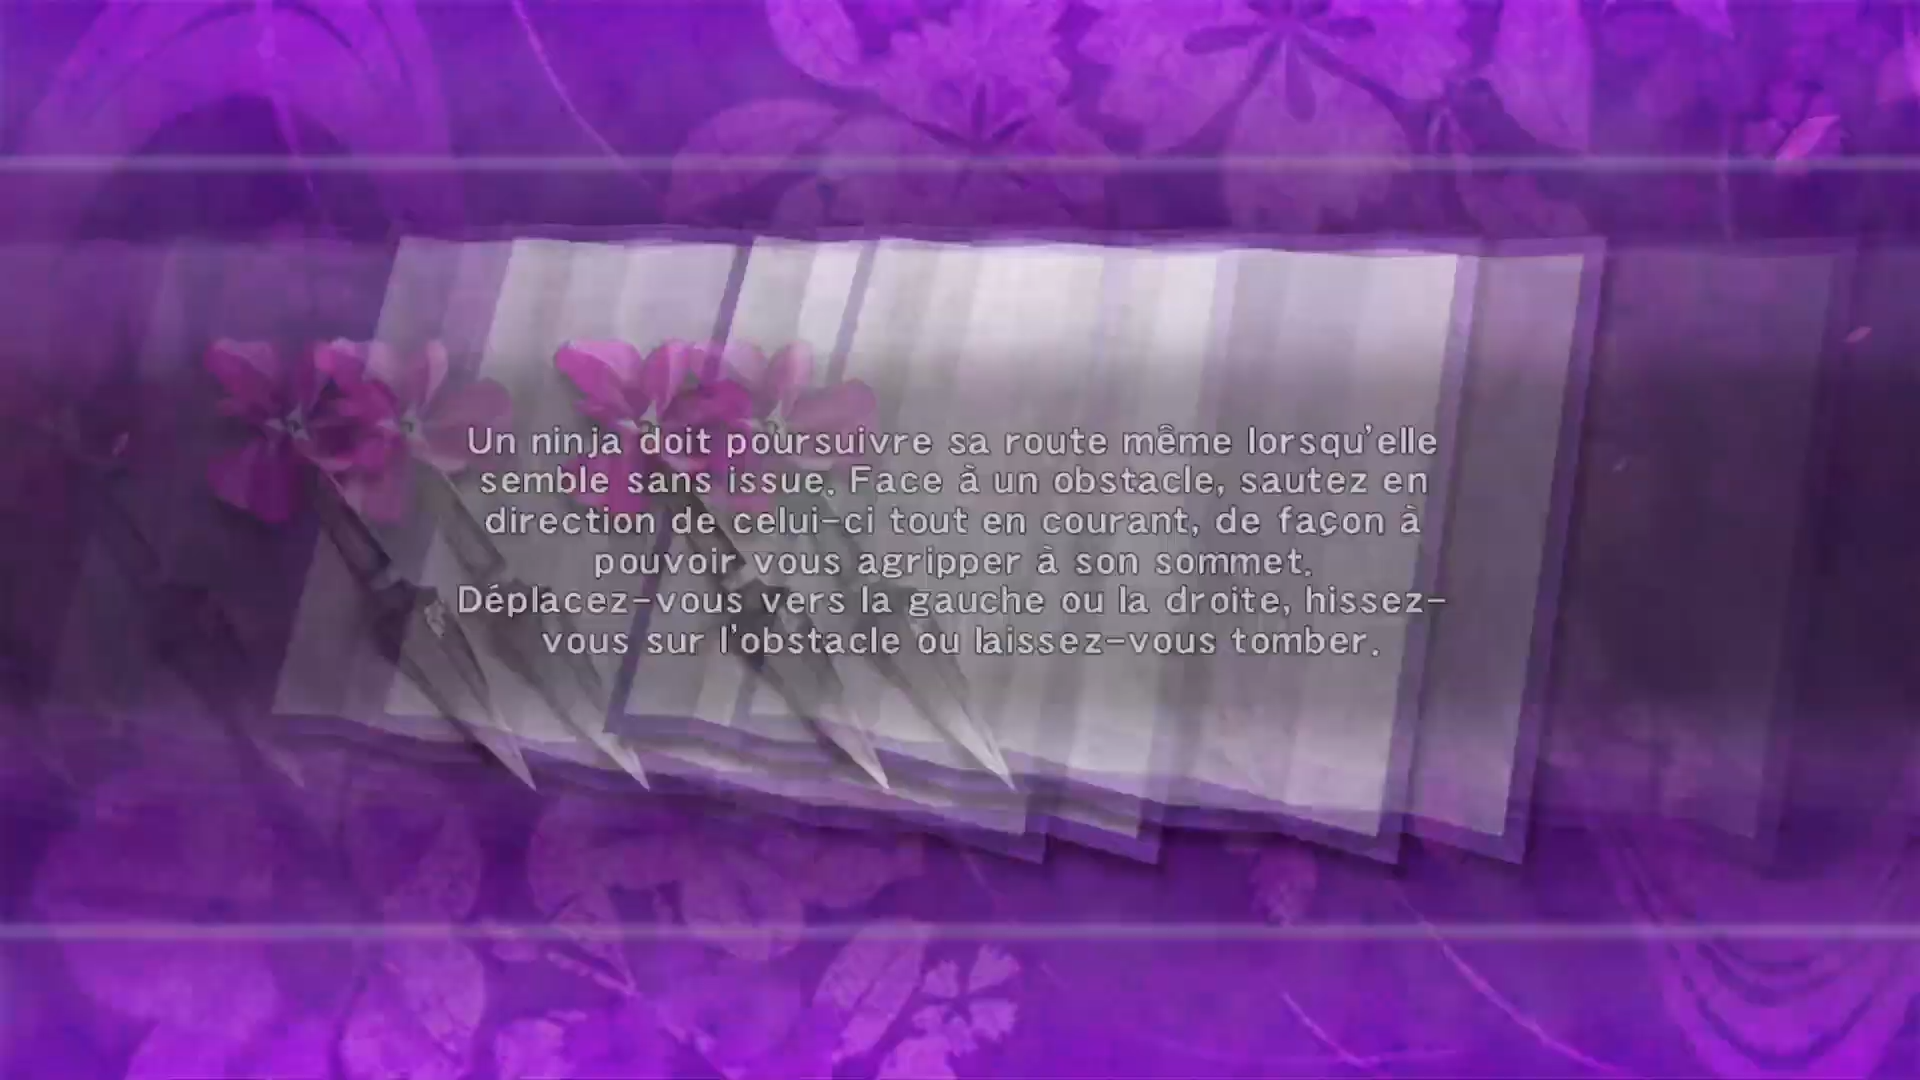 Un ninja doit poursuivre sa route même lorsqu'elle
semble sans issue. Face à un obstacle, sautez en
direction de celui-ci tout en courant, de façon à
pouvoir vous agripper à son sommet.
Déplacez-vous vers la gauche ou la droite, hissez-
vous sur l'obstacle ou laissez-vous tomber.